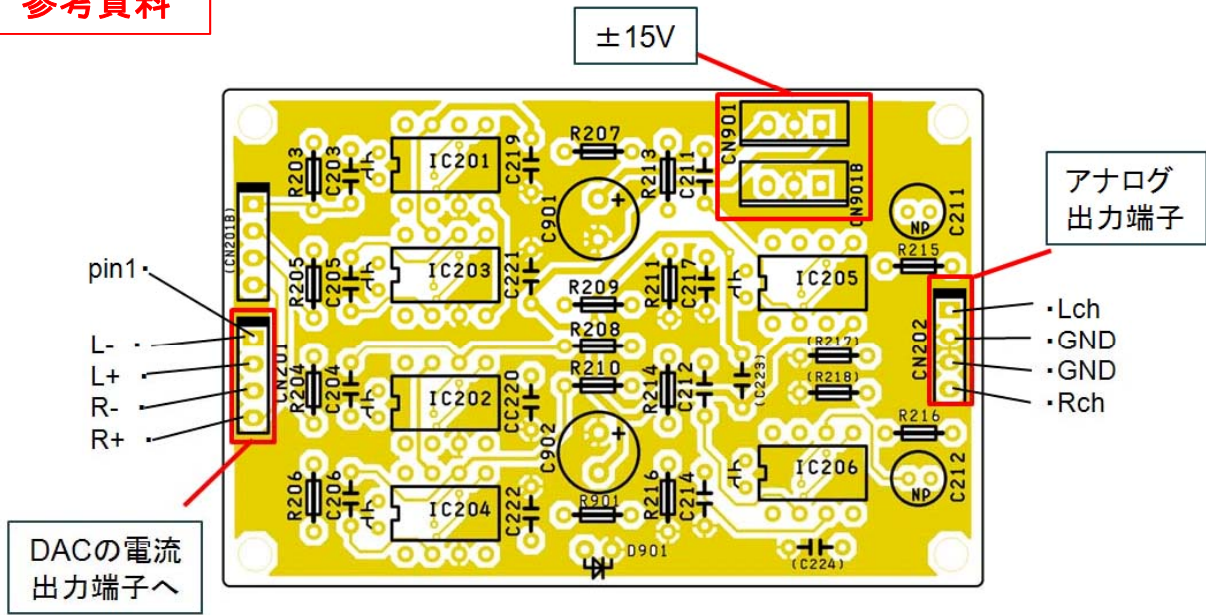 参考資料
±15V
CN901
CN901B
R203
C203
IC201
C219
R207
R213
C211
C901
+
NP
C211
アナログ
出力端子
(CN201B)
R205
C205
IC203
C221
R209
R211
C217
IC205
R215
pin1・
L- ・
L+ ・
R- ・
R+ ・
CN201
R204
C204
IC202
C220
R208
R210
R214
C212
(C223)
(R217)
(R218)
CN202
・Lch
・GND
・GND
・Rch
R216
C902
+
R206
C206
IC204
C222
R901
R216
C214
IC206
NP
C212
D901
(C224)
DACの電流
出力端子へ